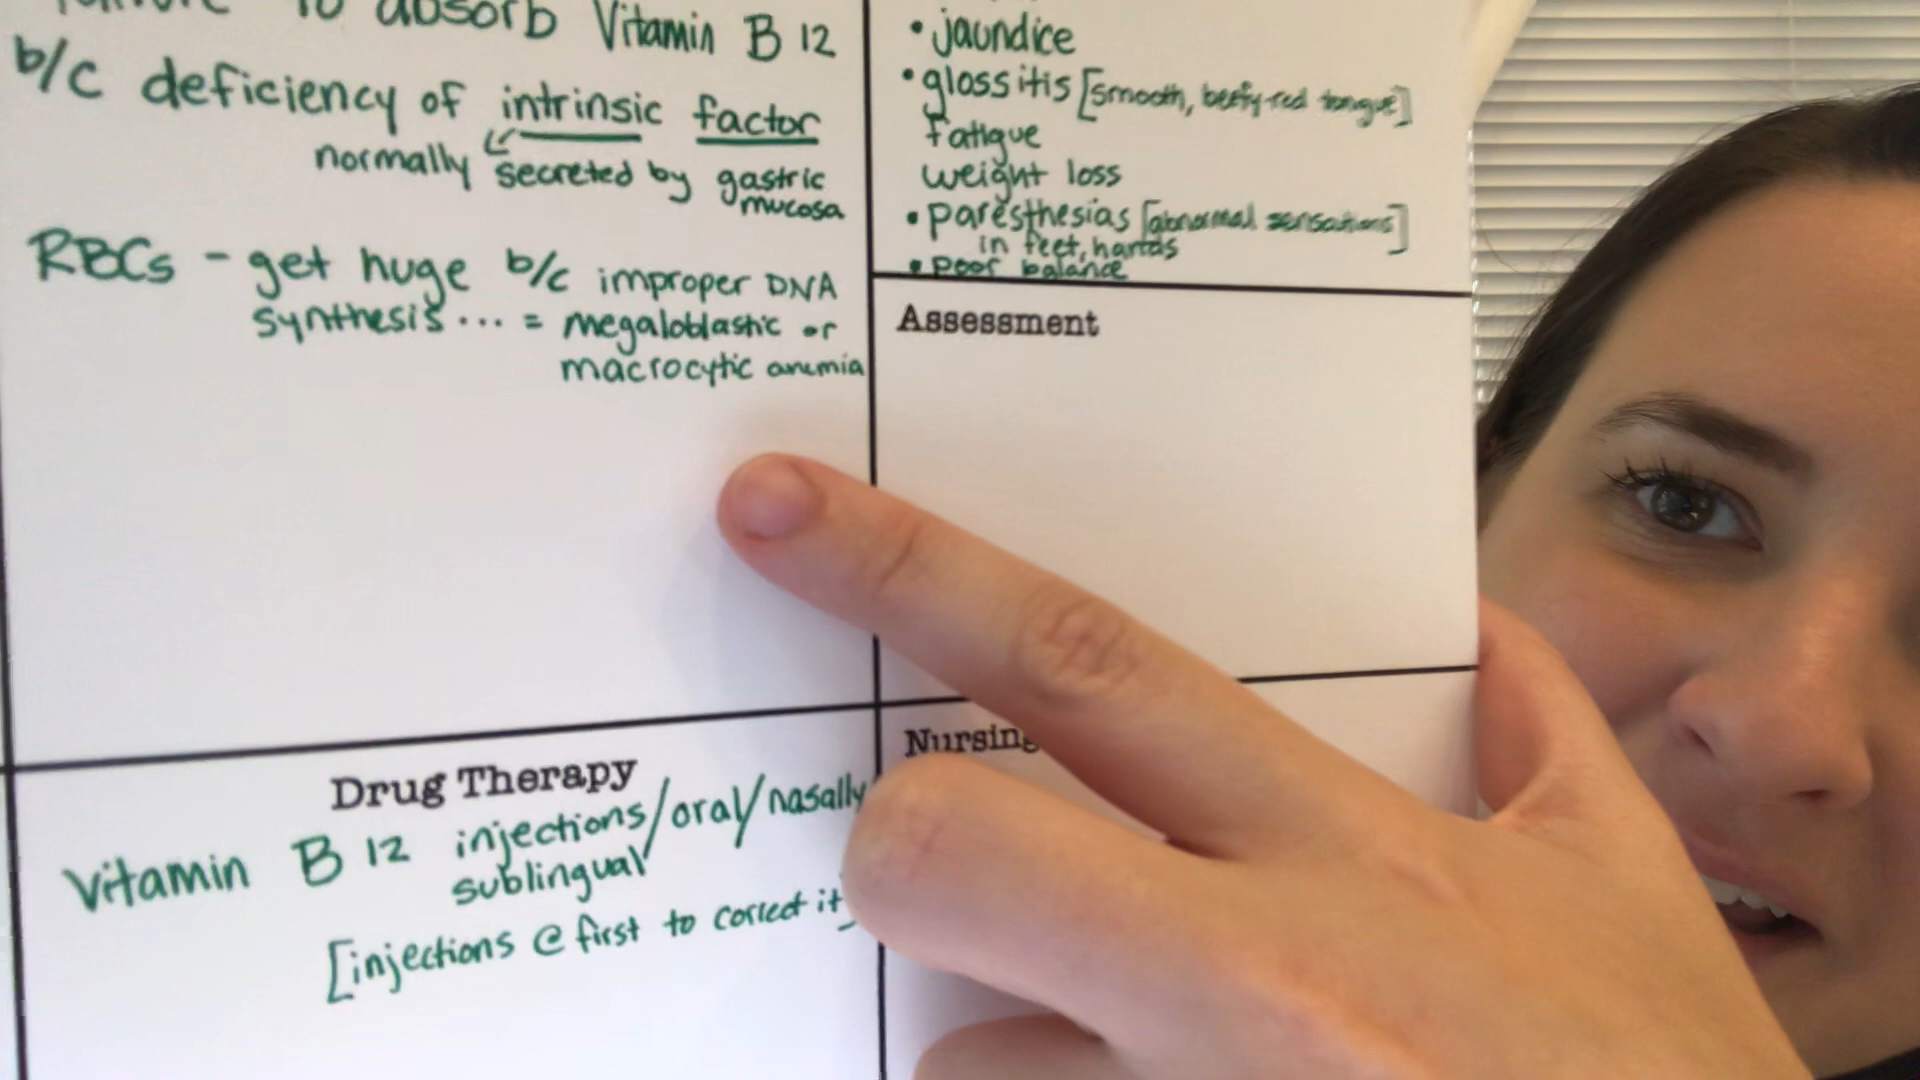 to absorb Vitamin B 12
b/c deficiency of intrinsic factor
normally secreted by gastric
mucosa
RBCs - get huge b/c improper DNA
synthesis... = megaloblastic or
macrocytic anemia
• jaundice
• glossitis [smooth, beefy-red tongue]
fatigue
weight loss
• paresthesias [abnormal sensations]
in feet, hands
• poor balance
Assessment
Drug Therapy
Vitamin B 12 injections/oral/nasally
sublingual
[injections @ first to correct it]
Nursing